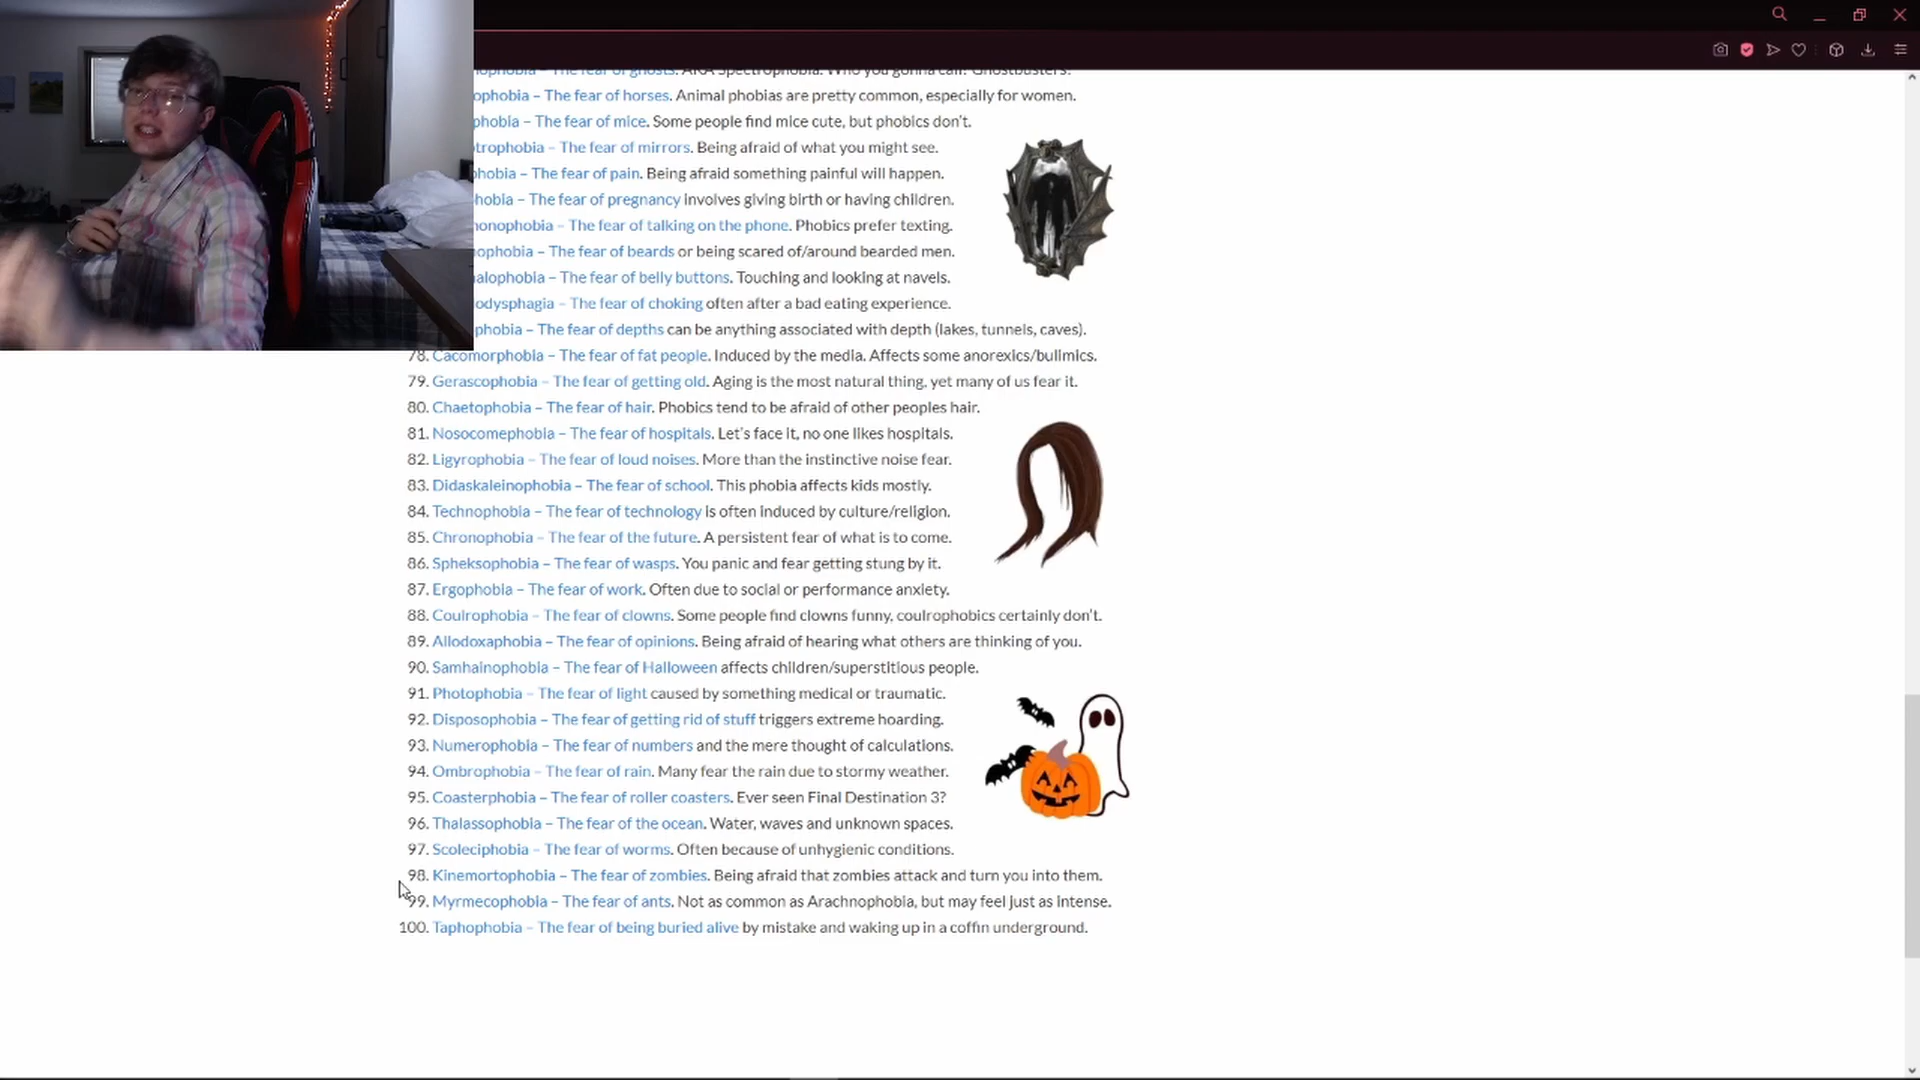 ophobia – The fear of ghosts. AKA Spectrophobia. Who you gonna call? Ghostbusters!
ophobia – The fear of horses. Animal phobias are pretty common, especially for women.
phobia – The fear of mice. Some people find mice cute, but phobics don't.
trophobia – The fear of mirrors. Being afraid of what you might see.
phobia – The fear of pain. Being afraid something painful will happen.
hobia – The fear of pregnancy involves giving birth or having children.
honophobia – The fear of talking on the phone. Phobics prefer texting.
ophobia – The fear of beards or being scared of/around bearded men.
alophobia – The fear of belly buttons. Touching and looking at navels.
odysphagia – The fear of choking often after a bad eating experience.
phobia – The fear of depths can be anything associated with depth (lakes, tunnels, caves).
78. Cacomorphobia – The fear of fat people. Induced by the media. Affects some anorexics/bulimics.
79. Gerascophobia – The fear of getting old. Aging is the most natural thing, yet many of us fear it.
80. Chaetophobia – The fear of hair. Phobics tend to be afraid of other peoples hair.
81. Nosocomephobia – The fear of hospitals. Let's face it, no one likes hospitals.
82. Ligyrophobia – The fear of loud noises. More than the instinctive noise fear.
83. Didaskaleinophobia – The fear of school. This phobia affects kids mostly.
84. Technophobia – The fear of technology is often induced by culture/religion.
85. Chronophobia – The fear of the future. A persistent fear of what is to come.
86. Spheksophobia – The fear of wasps. You panic and fear getting stung by it.
87. Ergophobia – The fear of work. Often due to social or performance anxiety.
88. Coulrophobia – The fear of clowns. Some people find clowns funny, coulrophobics certainly don't.
89. Allodoxaphobia – The fear of opinions. Being afraid of hearing what others are thinking of you.
90. Samhainophobia – The fear of Halloween affects children/superstitious people.
91. Photophobia – The fear of light caused by something medical or traumatic.
92. Disposophobia – The fear of getting rid of stuff triggers extreme hoarding.
93. Numerophobia – The fear of numbers and the mere thought of calculations.
94. Ombrophobia – The fear of rain. Many fear the rain due to stormy weather.
95. Coasterphobia – The fear of roller coasters. Ever seen Final Destination 3?
96. Thalassophobia – The fear of the ocean. Water, waves and unknown spaces.
97. Scoleciphobia – The fear of worms. Often because of unhygienic conditions.
98. Kinemortophobia – The fear of zombies. Being afraid that zombies attack and turn you into them.
99. Myrmecophobia – The fear of ants. Not as common as Arachnophobia, but may feel just as intense.
100. Taphophobia – The fear of being buried alive by mistake and waking up in a coffin underground.